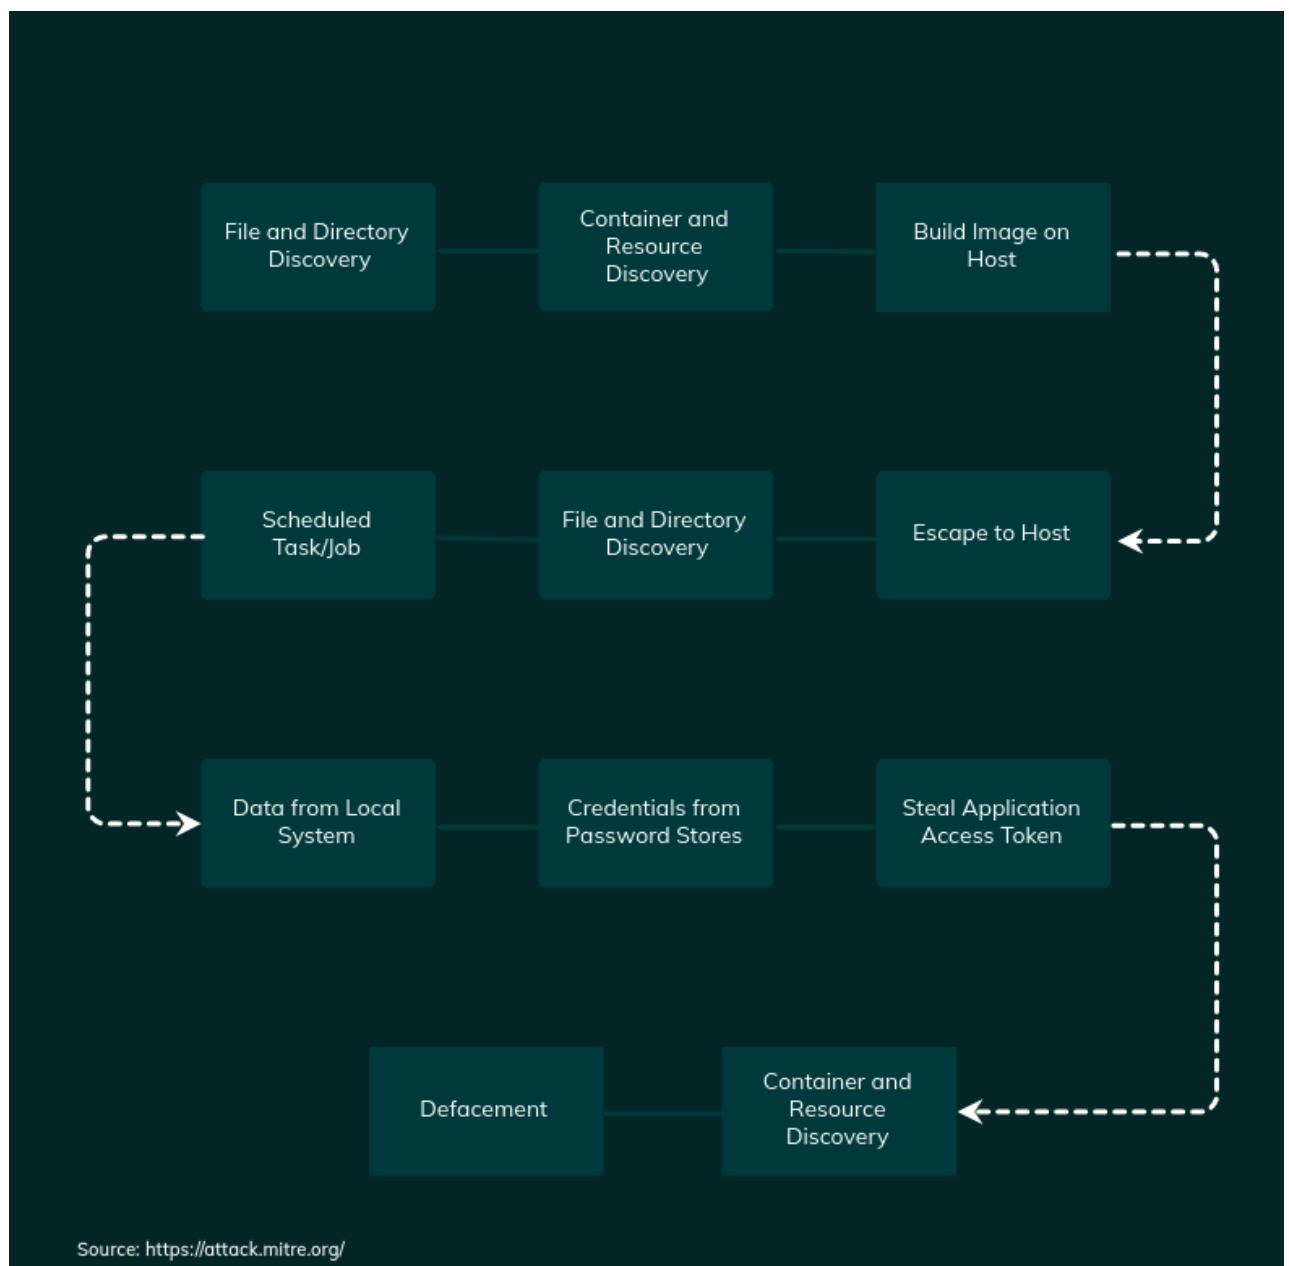 File and Directory
Discovery
Container and
Resource
Discovery
Build Image on
Host
Scheduled
Task/Job
File and Directory
Discovery
Escape to Host
Data from Local
System
Credentials from
Password Stores
Steal Application
Access Token
Defacement
Container and
Resource
Discovery
Source: https://attack.mitre.org/